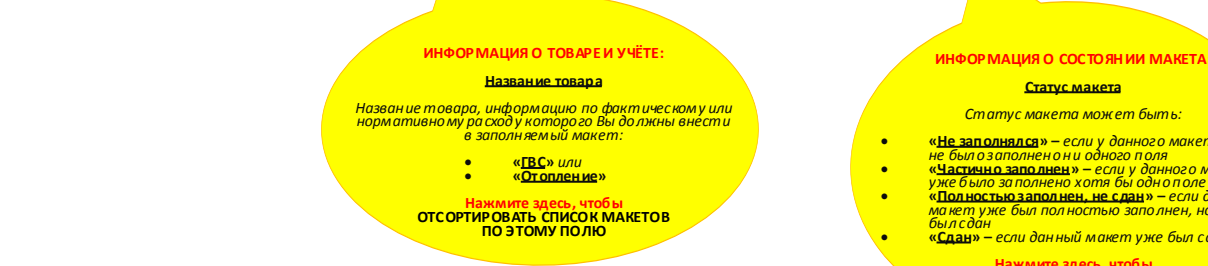 ИНФОРМАЦИЯ О ТОВАРЕ И УЧЁТЕ:
Название товара
Название товара, информацию по фактическому или
нормативному расходу которого Вы должны внести
в заполняемый макет:
• «ГВС» или
• «Отопление»
Нажмите здесь, чтобы
ОТСОРТИРОВАТЬ СПИСОК МАКЕТОВ
ПО ЭТОМУ ПОЛЮ
ИНФОРМАЦИЯ О СОСТОЯНИИ МАКЕТА
Статус макета
Статус макета может быть:
• «Не заполнялся» – если у данного макет
не было заполнено ни одного поля
• «Частично заполнен» – если у данного м
уже было заполнено хотя бы одно поле
• «Полностью заполнен, не сдан» – если д
макет уже был полностью заполнен, но
был сдан
• «Сдан» – если данный макет уже был с
Нажмите здесь, чтобы